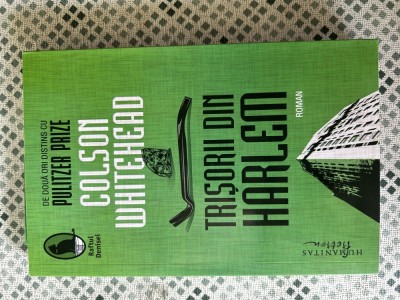 DE DOUĂ ORI DISTINS CU
PULITZER PRIZE
COLSON
WHITEHEAD
TRIȘORII DIN
HARLEM
ROMAN
Raftul
Denisei
HUMANITAS
fiction